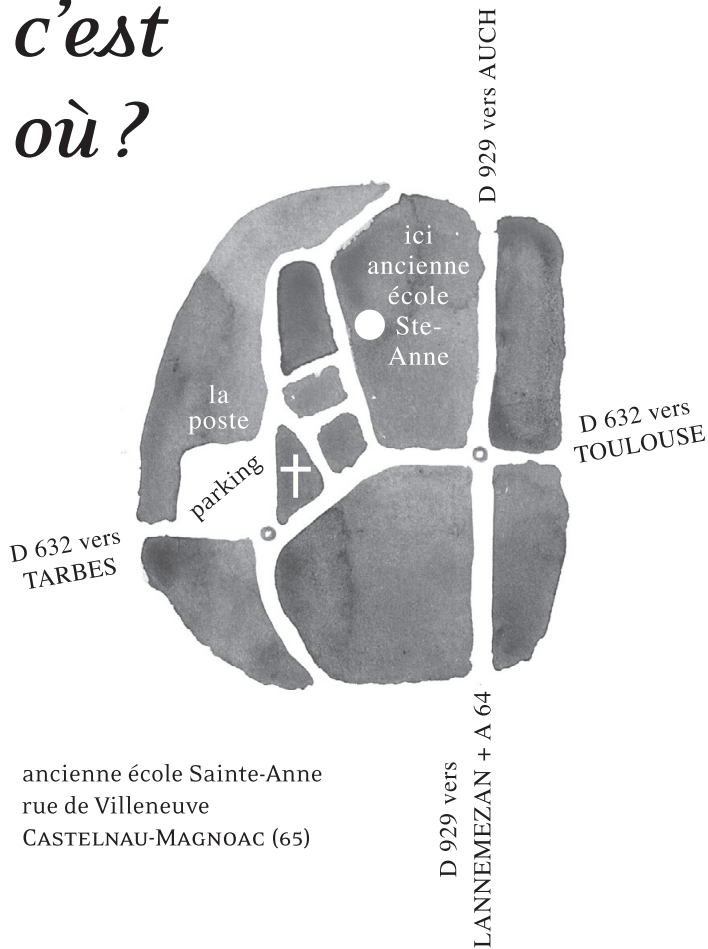 c’est
où ?
D 929 vers AUCH
ici
ancienne
école
Ste-
Anne
la
poste
parking
D 632 vers
TOULOUSE
D 632 vers
TARBES
D 929 vers
LANNEMEZAN + A 64
ancienne école Sainte-Anne
rue de Villeneuve
CASTELNAU-MAGNOAC (65)